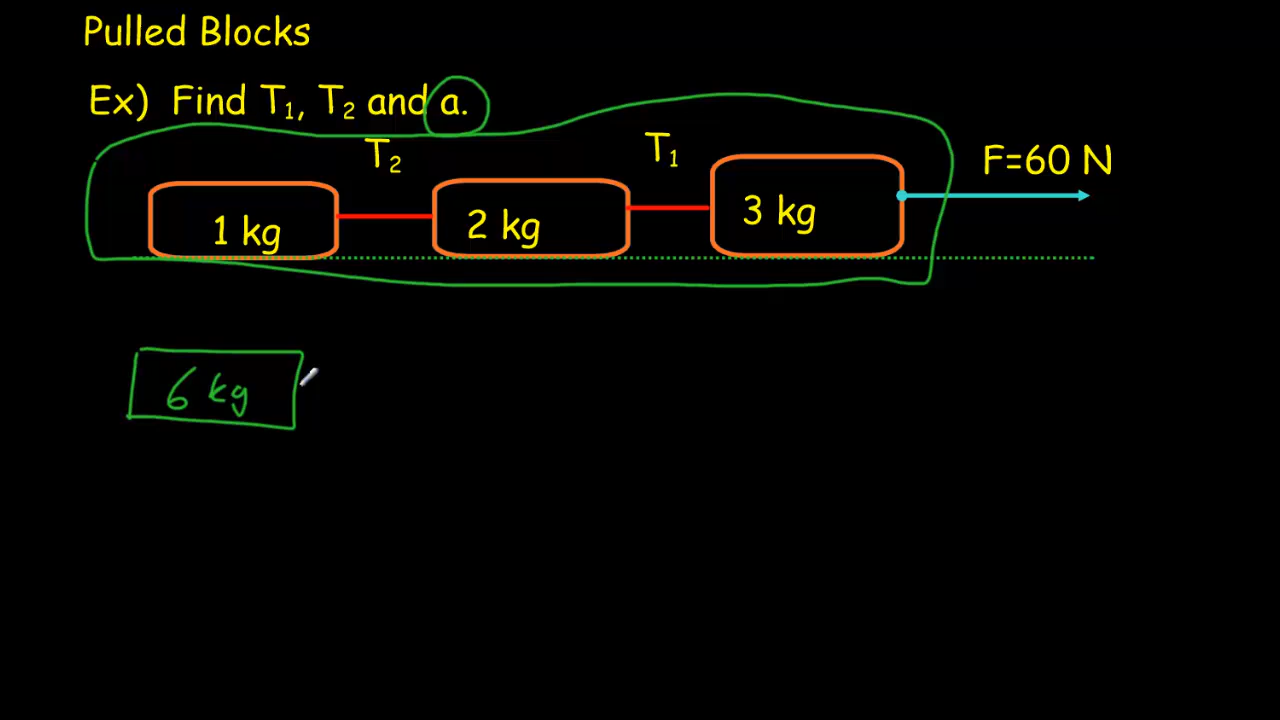 Pulled Blocks
Ex) Find T₁, T₂ and a.
T₂ T₁ F=60 N
1 kg 2 kg 3 kg
6 kg